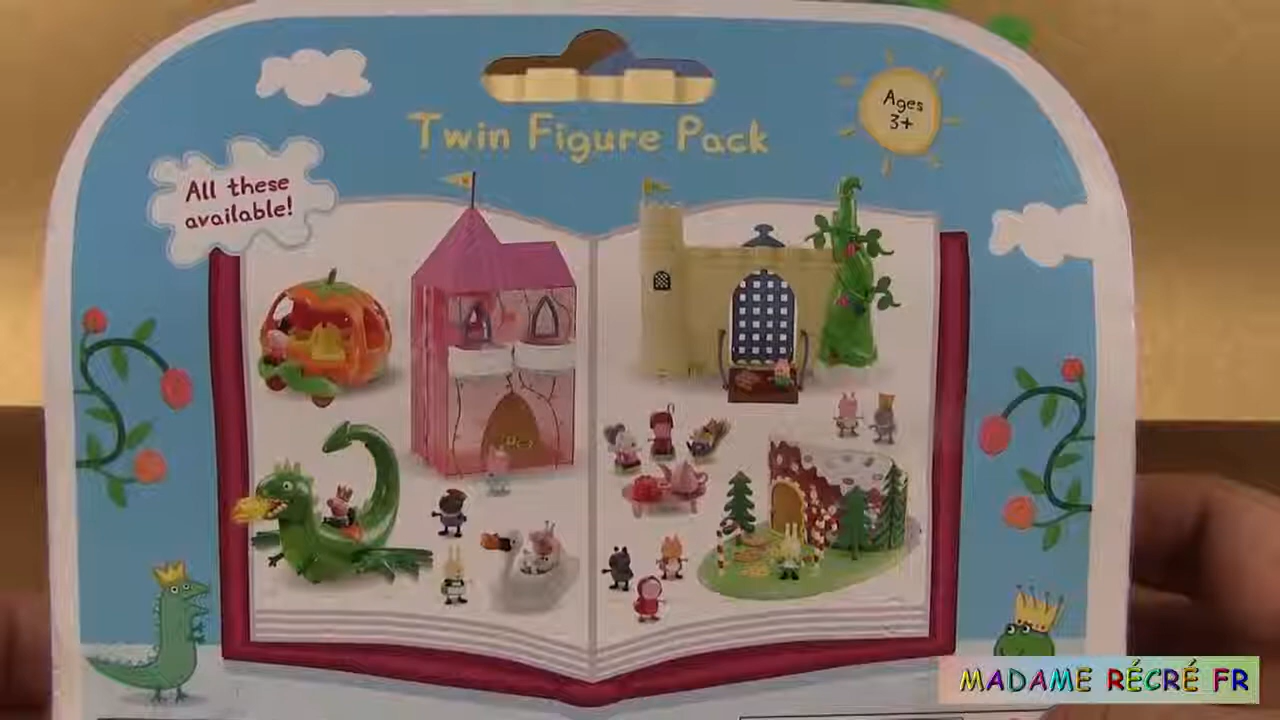 Twin Figure Pack
Ages
3+
All these
available!
MADAME RÉCRÉ FR